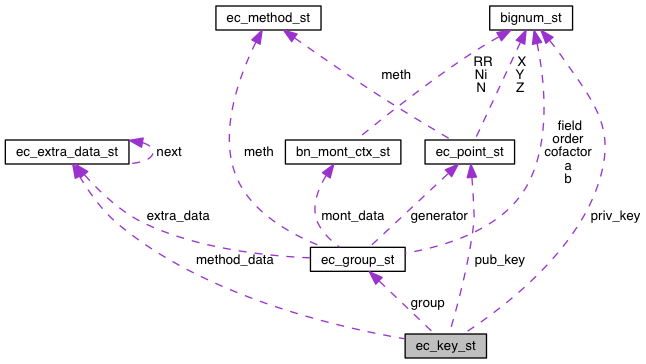 ec_method_st
bignum_st
RR
Ni
N
X
Y
Z
meth
ec_extra_data_st
next
meth
bn_mont_ctx_st
ec_point_st
field
order
cofactor
a
b
extra_data
mont_data
generator
priv_key
method_data
ec_group_st
pub_key
group
ec_key_st